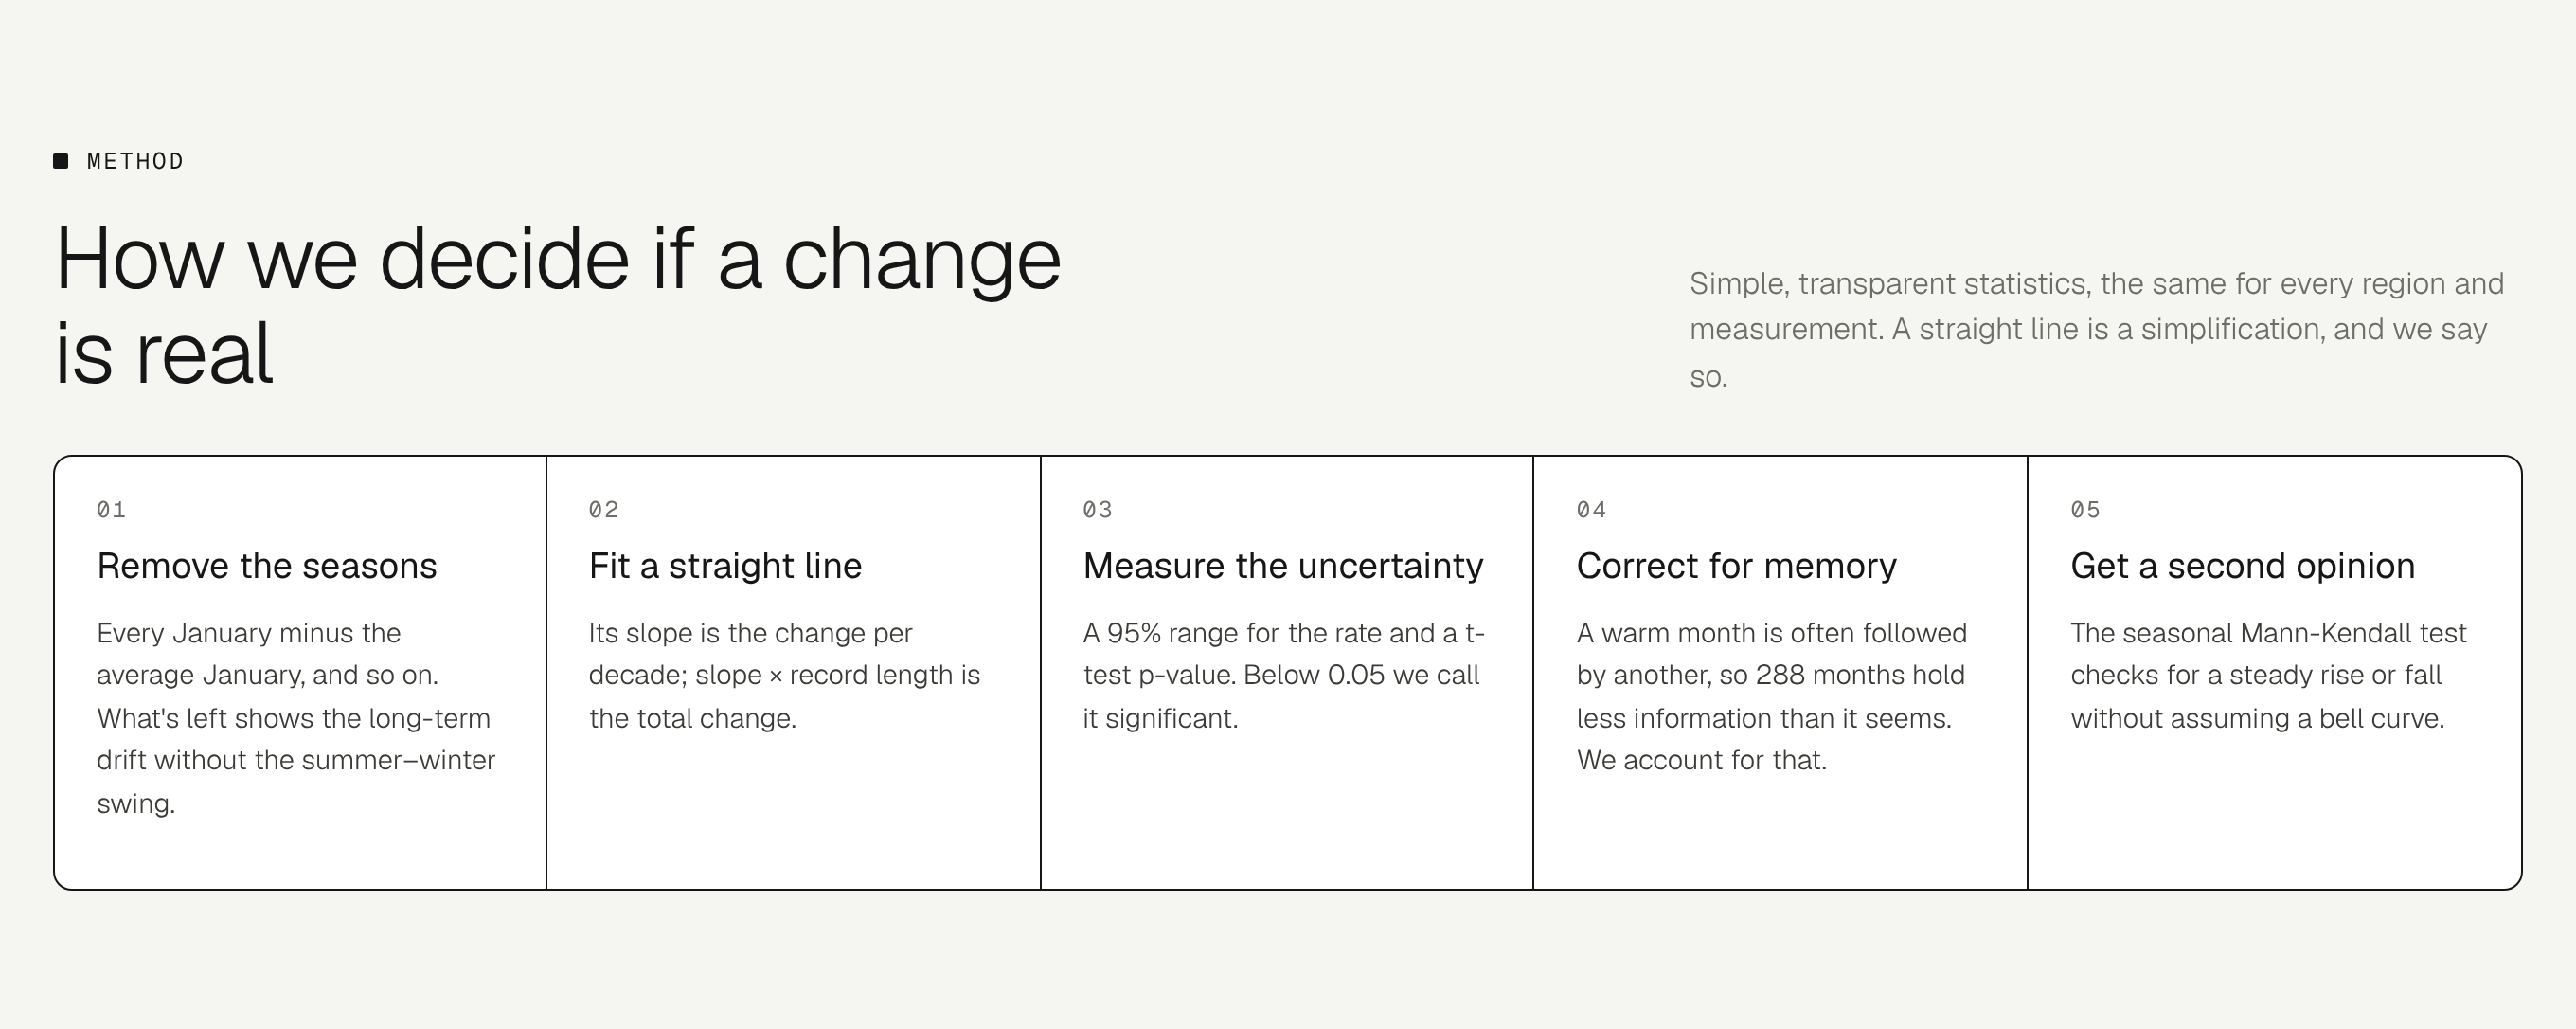 METHOD
How we decide if a change
is real
Simple, transparent statistics, the same for every region and
measurement. A straight line is a simplification, and we say
so.
01
Remove the seasons
Every January minus the
average January, and so on.
What's left shows the long-term
drift without the summer–winter
swing.
02
Fit a straight line
Its slope is the change per
decade; slope × record length is
the total change.
03
Measure the uncertainty
A 95% range for the rate and a t-
test p-value. Below 0.05 we call
it significant.
04
Correct for memory
A warm month is often followed
by another, so 288 months hold
less information than it seems.
We account for that.
05
Get a second opinion
The seasonal Mann-Kendall test
checks for a steady rise or fall
without assuming a bell curve.